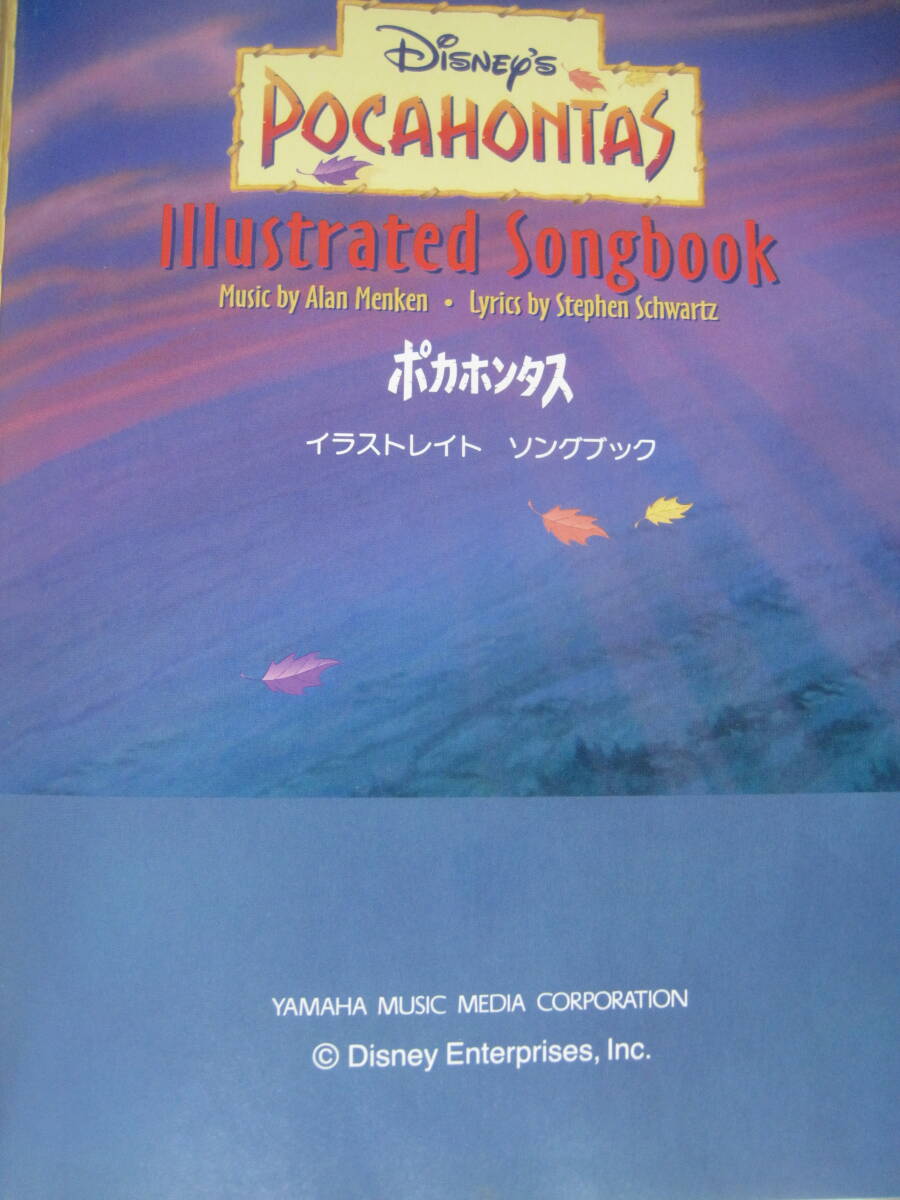 Disney's
POCAHONTAS
Illustrated Songbook
Music by Alan Menken • Lyrics by Stephen Schwartz
ポカホンタス
イラストレイト ソングブック
YAMAHA MUSIC MEDIA CORPORATION
© Disney Enterprises, Inc.